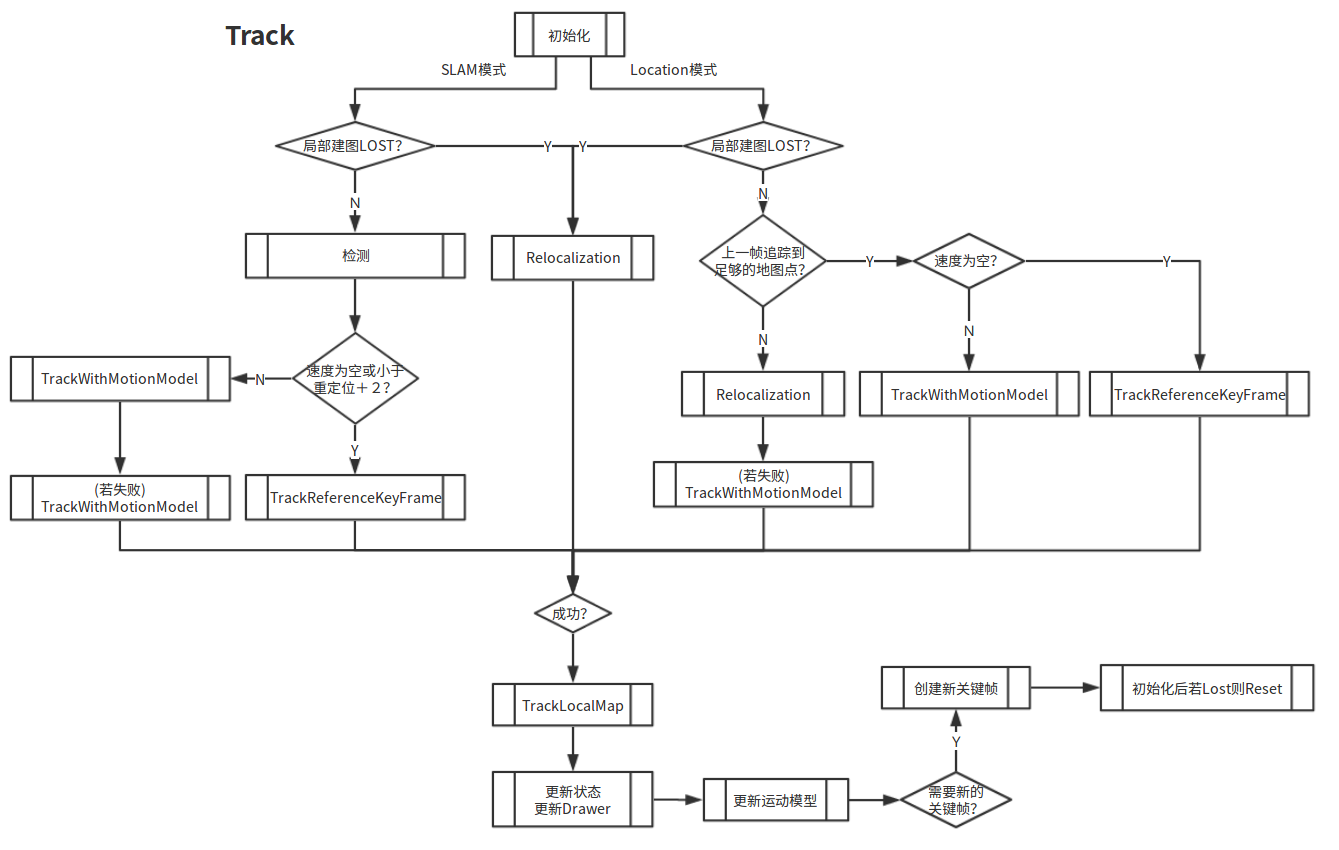 Track
初始化
SLAM模式
Location模式
局部建图LOST?
Y
Y
局部建图LOST?
N
N
检测
Relocalization
上一帧追踪到
足够的地图点?
Y
速度为空?
Y
N
N
速度为空或小于
重定位＋２?
N
TrackWithMotionModel
Y
Relocalization
TrackWithMotionModel
TrackReferenceKeyFrame
(若失败)
TrackWithMotionModel
TrackReferenceKeyFrame
(若失败)
TrackWithMotionModel
成功?
TrackLocalMap
创建新关键帧
初始化后若Lost则Reset
Y
更新状态
更新Drawer
更新运动模型
需要新的
关键帧?